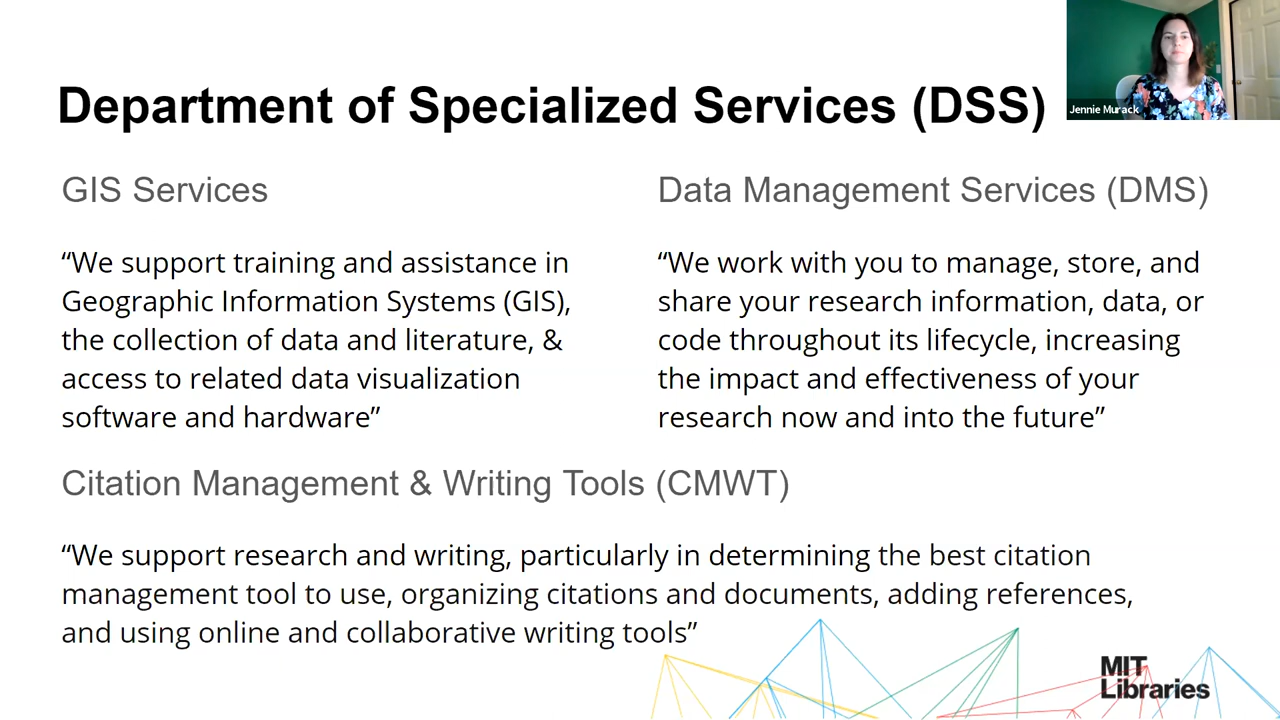 Department of Specialized Services (DSS)
Jennie Murack
GIS Services
“We support training and assistance in
Geographic Information Systems (GIS),
the collection of data and literature, &
access to related data visualization
software and hardware”
Data Management Services (DMS)
“We work with you to manage, store, and
share your research information, data, or
code throughout its lifecycle, increasing
the impact and effectiveness of your
research now and into the future”
Citation Management & Writing Tools (CMWT)
“We support research and writing, particularly in determining the best citation
management tool to use, organizing citations and documents, adding references,
and using online and collaborative writing tools”
MIT
Libraries